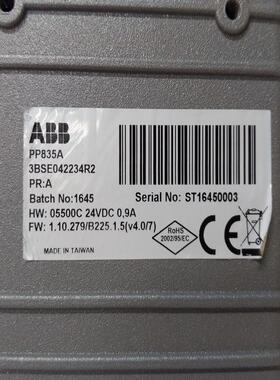 ABB
PP835A
3BSE042234R2
PR:A
Batch No:1645
Serial No: ST16450003
HW: 05500C 24VDC 0,9A
FW: 1.10.279/B225.1.5(v4.0/7)
MADE IN TAIWAN
RoHS
2002/95/EC